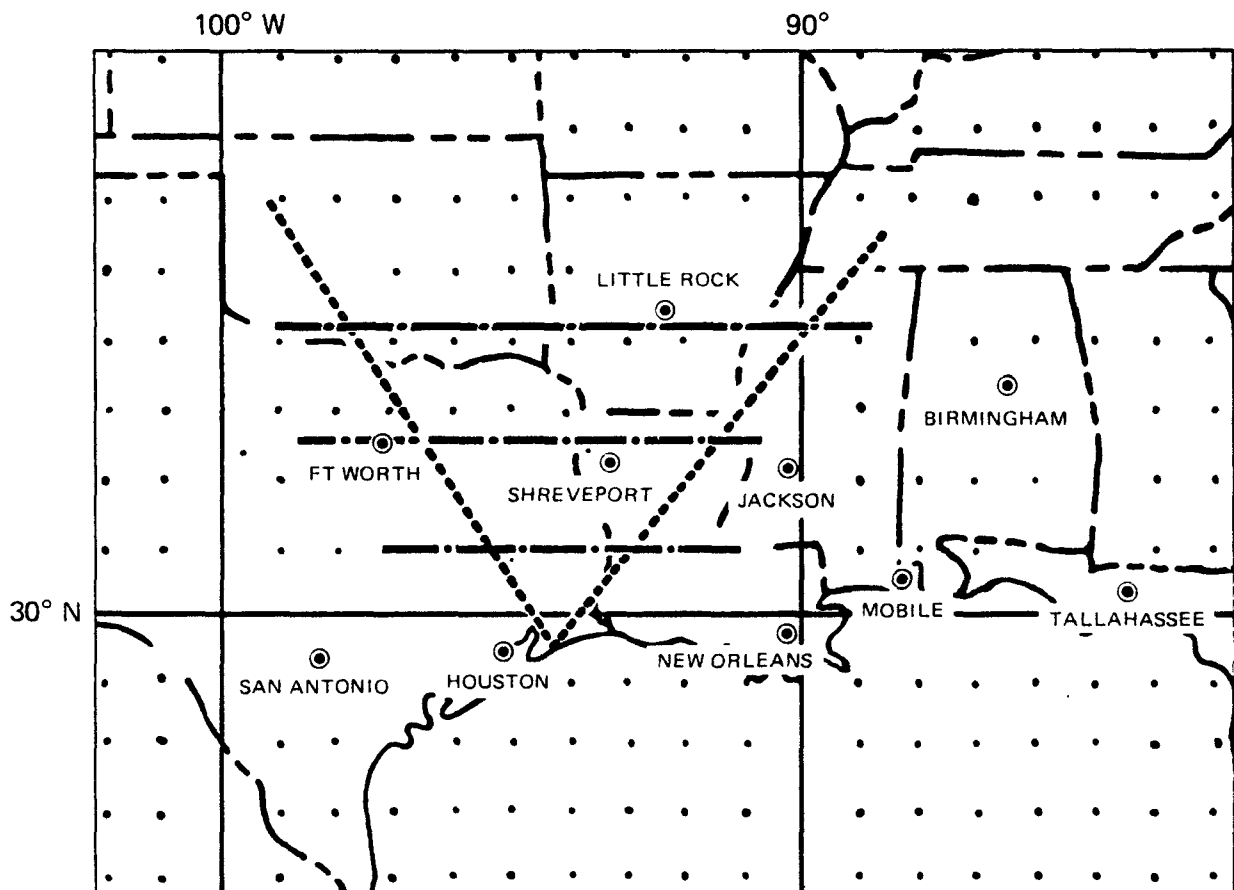 100° W
90°
LITTLE ROCK
BIRMINGHAM
FT WORTH
SHREVEPORT
JACKSON
30° N
MOBILE
TALLAHASSEE
NEW ORLEANS
SAN ANTONIO
HOUSTON